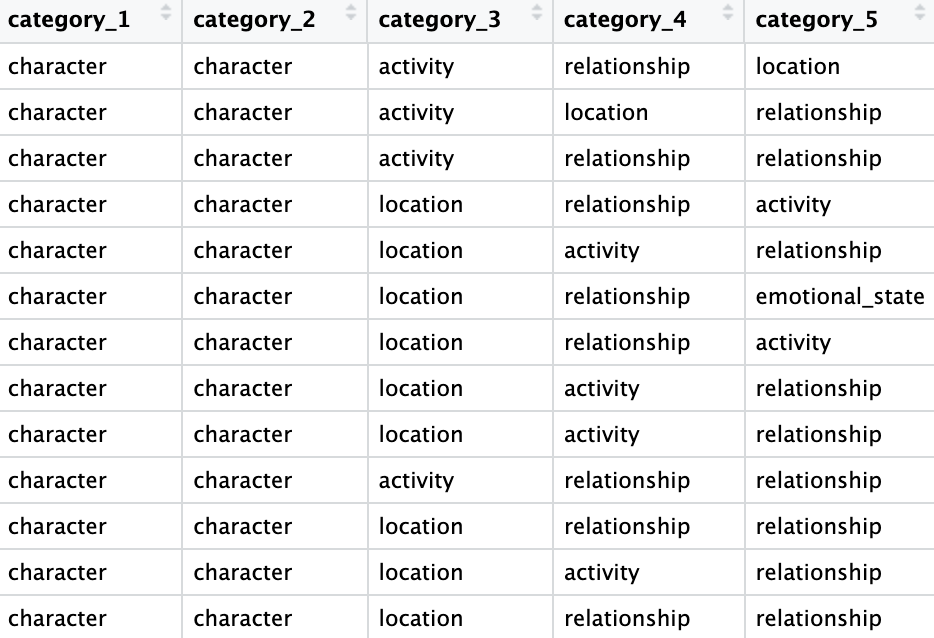 category_1 category_2 category_3 category_4 category_5
character character activity relationship location
character character activity location relationship
character character activity relationship relationship
character character location relationship activity
character character location activity relationship
character character location relationship emotional_state
character character location relationship activity
character character location activity relationship
character character location activity relationship
character character activity relationship relationship
character character location relationship relationship
character character location activity relationship
character character location relationship relationship